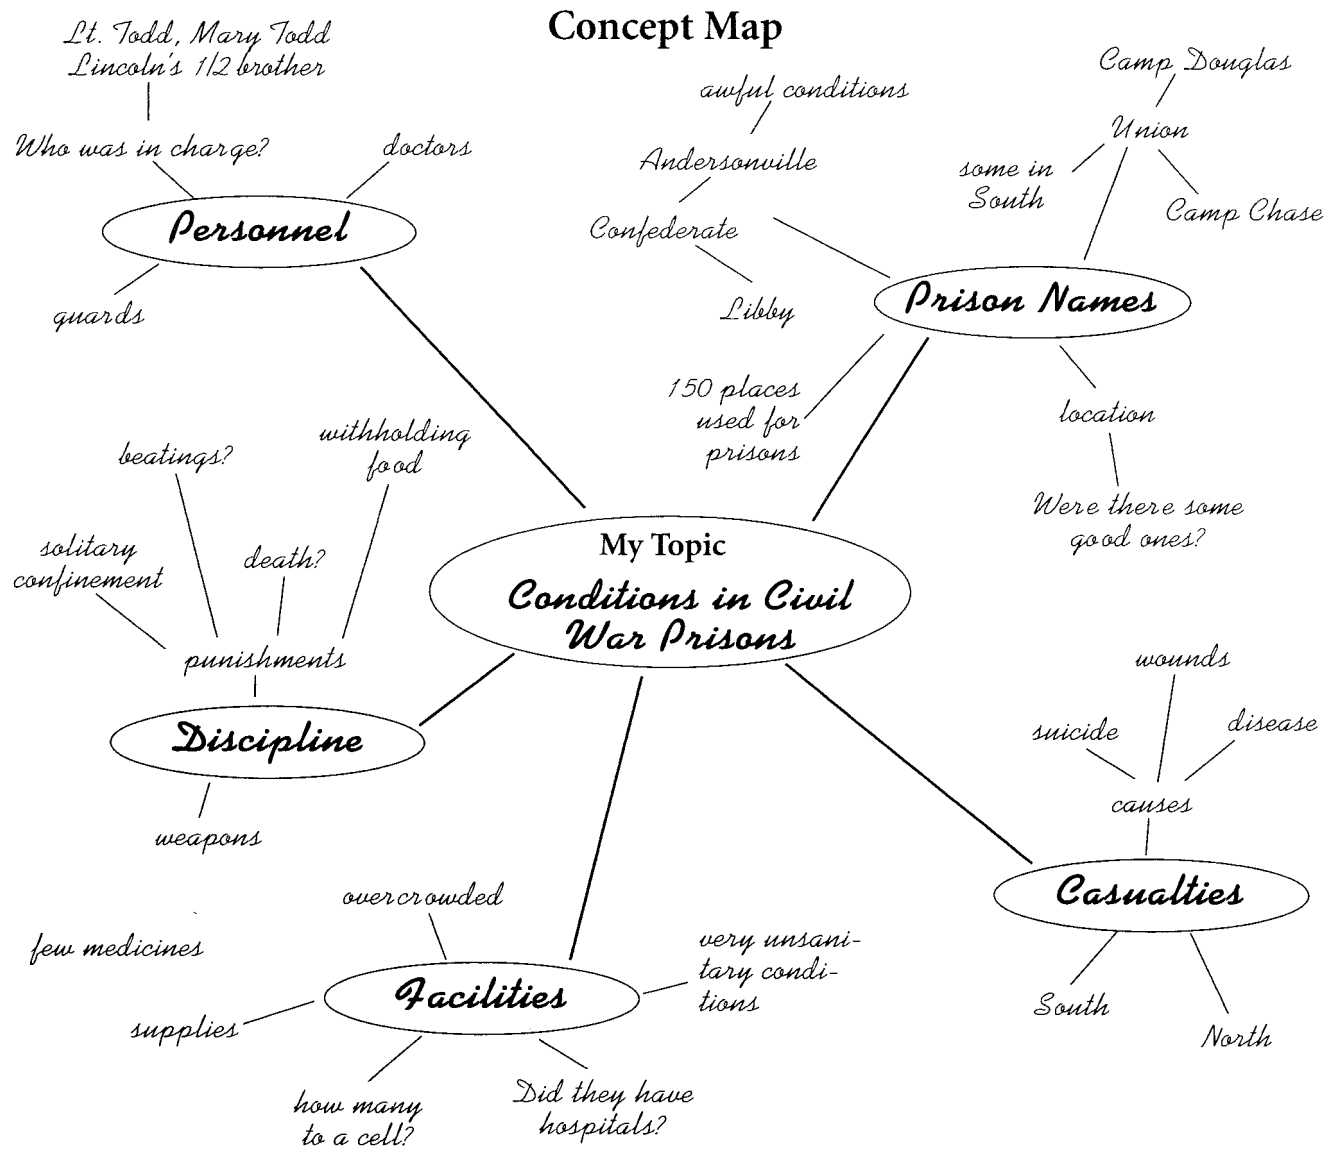 Concept Map
Lt. Todd, Mary Todd
Lincoln's 1/2 brother
Who was in charge?
doctors
Personnel
guards
awful conditions
Andersonville
Confederate
Libby
Camp Douglas
Union
some in
South
Camp Chase
Prison Names
150 places
used for
prisons
location
Were there some
good ones?
beatings?
withholding
food
solitary
confinement
death?
punishments
Discipline
weapons
My Topic
Conditions in Civil
War Prisons
wounds
suicide
disease
causes
Casualties
South
North
overcrowded
few medicines
very unsani-
tary condi-
tions
Facilities
supplies
how many
to a cell?
Did they have
hospitals?